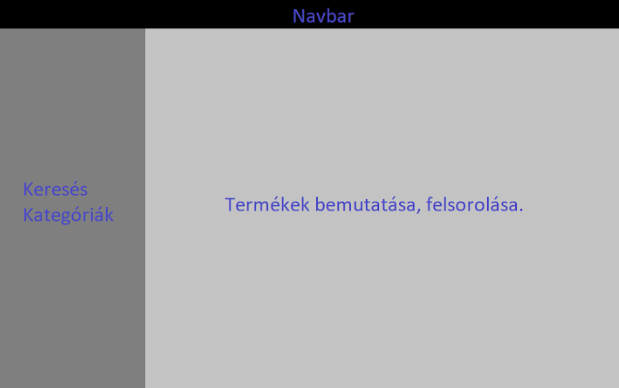 Navbar
Keresés
Kategóriák
Termékek bemutatása, felsorolása.